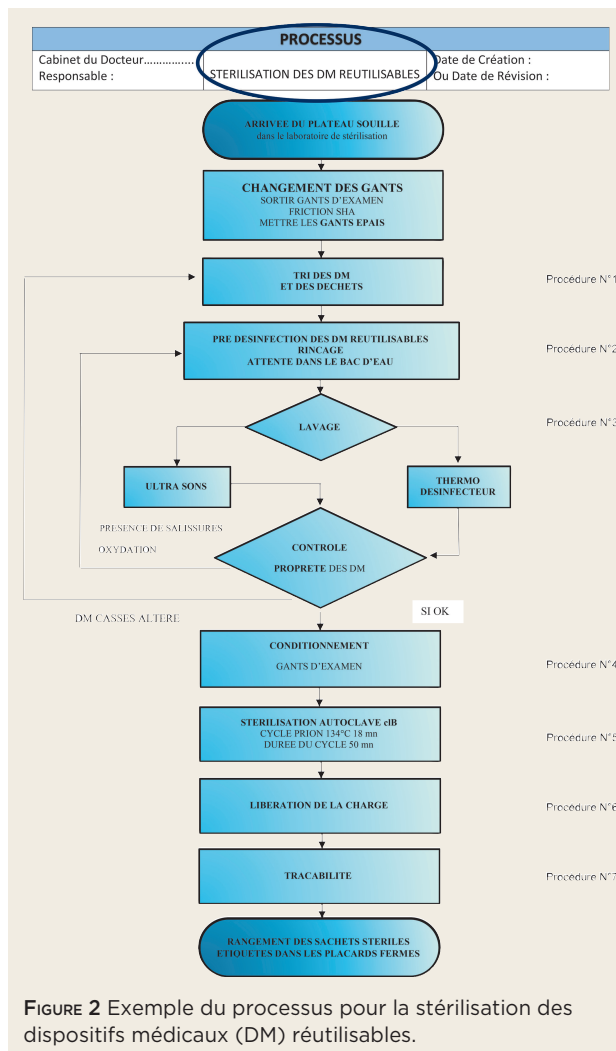 PROCESSUS
Cabinet du Docteur…………....
Responsable :
STERILISATION DES DM REUTILISABLES
Date de Création :
Ou Date de Révision :
ARRIVEE DU PLATEAU SOUILLE
dans le laboratoire de stérilisation
CHANGEMENT DES GANTS
SORTIR GANTS D'EXAMEN
FRICTION SHA
METTRE LES GANTS EPAIS
TRI DES DM
ET DES DECHETS
Procédure N°1
PRE DESINFECTION DES DM REUTILISABLES
RINCAGE
ATTENTE DANS LE BAC D'EAU
Procédure N°2
LAVAGE
Procédure N°3
ULTRA SONS
THERMO
DESINFECTEUR
PRESENCE DE SALISSURES
OXYDATION
CONTROLE
PROPRETE DES DM
DM CASSES ALTERE
SI OK
CONDITIONNEMENT
GANTS D'EXAMEN
Procédure N°4
STERILISATION AUTOCLAVE clB
CYCLE PRION 134°C 18 mn
DUREE DU CYCLE 50 mn
Procédure N°5
LIBERATION DE LA CHARGE
Procédure N°6
TRACABILITE
Procédure N°7
RANGEMENT DES SACHETS STERILES
ETIQUETES DANS LES PLACARDS FERMES
FIGURE 2 Exemple du processus pour la stérilisation des
dispositifs médicaux (DM) réutilisables.